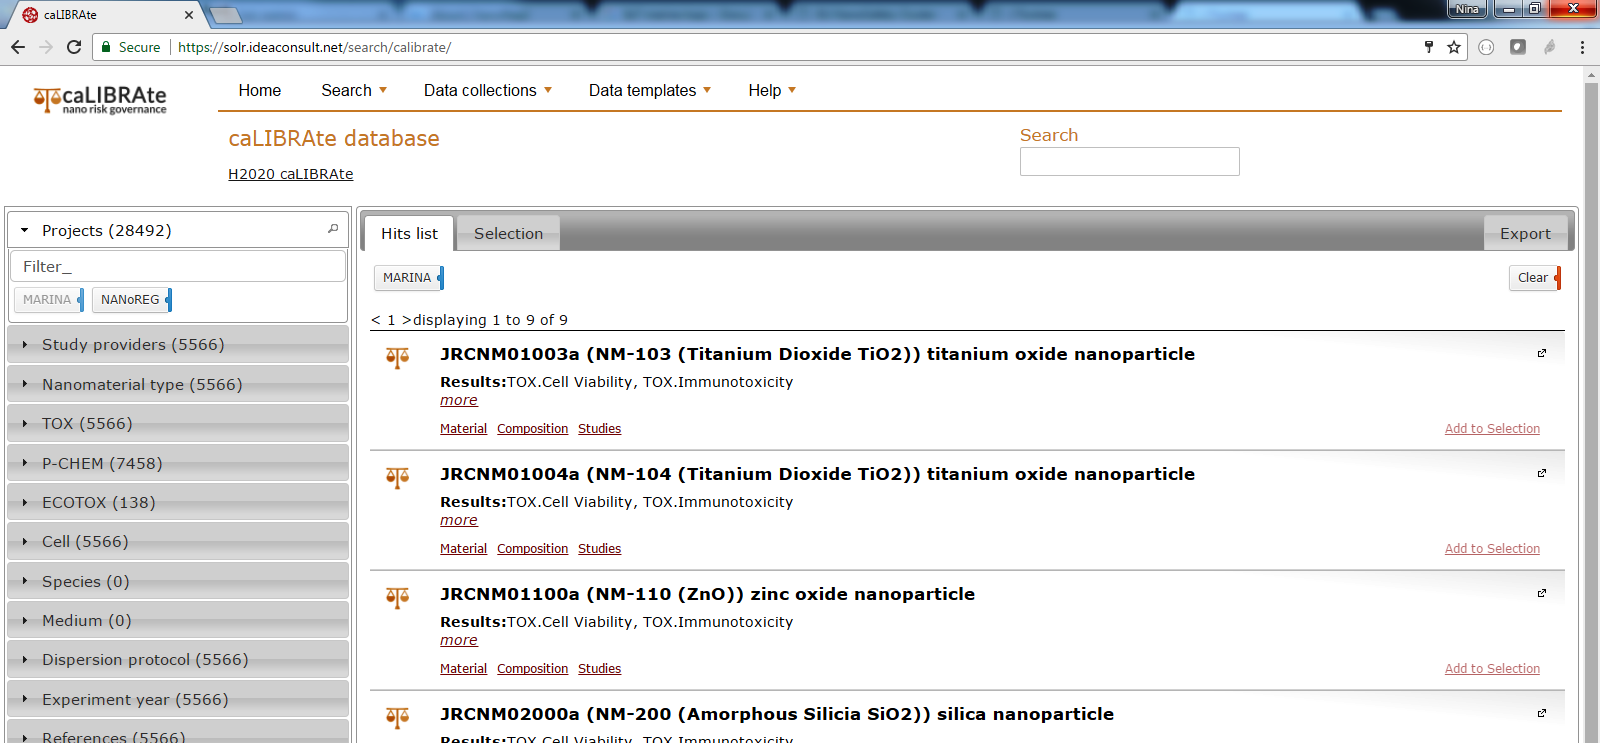 caLIBRAte
Nina
Secure
https://solr.ideaconsult.net/search/calibrate/
caLIBRAte
nano risk governance
Home Search Data collections Data templates Help
caLIBRAte database
Search
H2020 caLIBRAte
Projects (28492)
Filter_
MARINA NANoREG
Study providers (5566)
Nanomaterial type (5566)
TOX (5566)
P-CHEM (7458)
ECOTOX (138)
Cell (5566)
Species (0)
Medium (0)
Dispersion protocol (5566)
Experiment year (5566)
References (5566)
Hits list Selection Export
MARINA Clear
< 1 >displaying 1 to 9 of 9
JRCNM01003a (NM-103 (Titanium Dioxide TiO2)) titanium oxide nanoparticle
Results:TOX.Cell Viability, TOX.Immunotoxicity
more
Material Composition Studies Add to Selection
JRCNM01004a (NM-104 (Titanium Dioxide TiO2)) titanium oxide nanoparticle
Results:TOX.Cell Viability, TOX.Immunotoxicity
more
Material Composition Studies Add to Selection
JRCNM01100a (NM-110 (ZnO)) zinc oxide nanoparticle
Results:TOX.Cell Viability, TOX.Immunotoxicity
more
Material Composition Studies Add to Selection
JRCNM02000a (NM-200 (Amorphous Silicia SiO2)) silica nanoparticle
Results:TOX.Cell Viability, TOX.Immunotoxicity